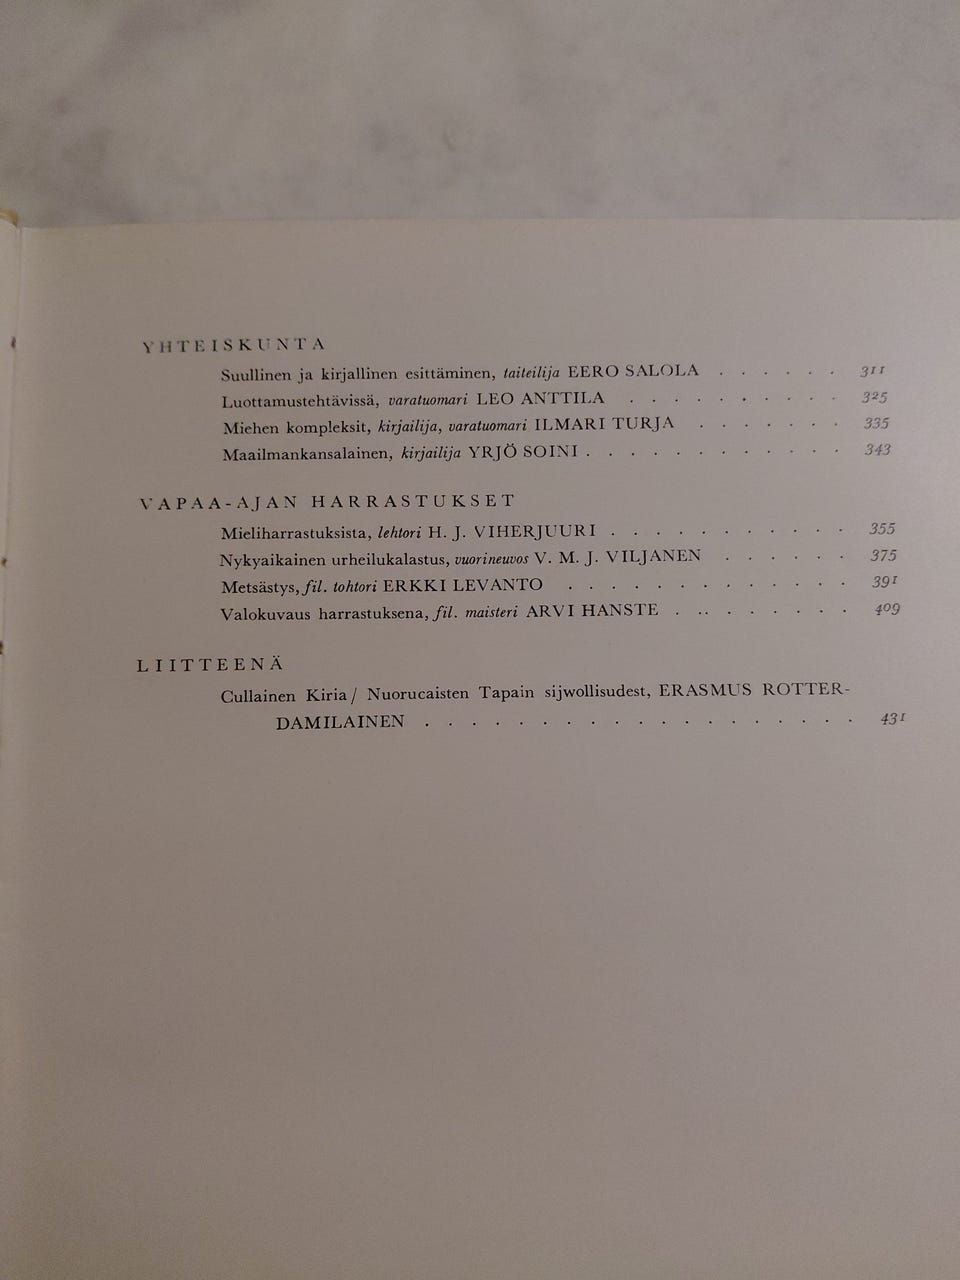 YHTEISKUNTA
Suullinen ja kirjallinen esittäminen, taiteilija EERO SALOLA . . . . . . 311
Luottamustehtävissä, varatuomari LEO ANTTILA . . . . . . . . 325
Miehen kompleksit, kirjailija, varatuomari ILMARI TURJA . . . . . . 335
Maailmankansalainen, kirjailija YRJÖ SOINI . . . . . . . . . . 343
VAPAA-AJAN HARRASTUKSET
Mieliharrastuksista, lehtori H. J. VIHERJUURI . . . . . . . . . 355
Nykyaikainen urheilukalastus, vuorineuvos V. M. J. VILJANEN . . . . . 375
Metsästys, fil. tohtori ERKKI LEVANTO . . . . . . . . . . . 391
Valokuvaus harrastuksena, fil. maisteri ARVI HANSTE . . . . . . . . 409
LIITTEENÄ
Cullainen Kiria/ Nuorucaisten Tapain sijwollisudest, ERASMUS ROTTER-
DAMILAINEN . . . . . . . . . . . . . . . . . 431